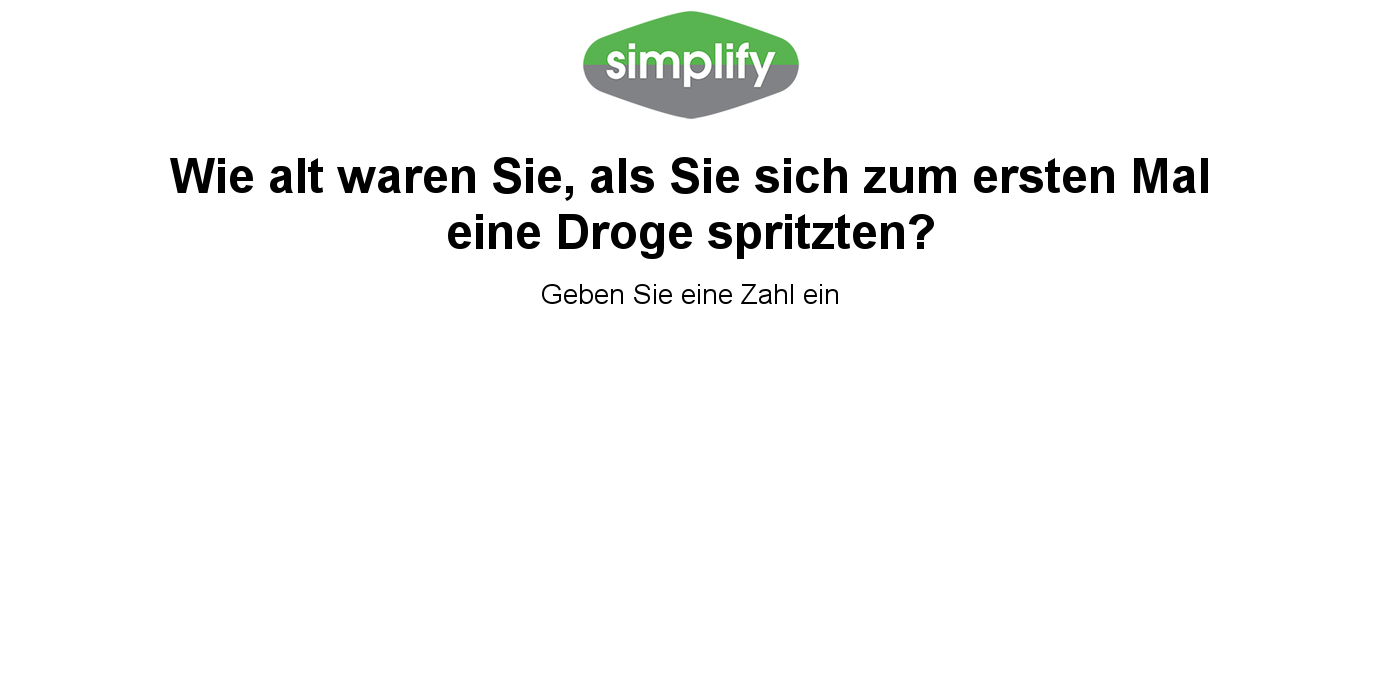 simplify
Wie alt waren Sie, als Sie sich zum ersten Mal
eine Droge spritzten?
Geben Sie eine Zahl ein